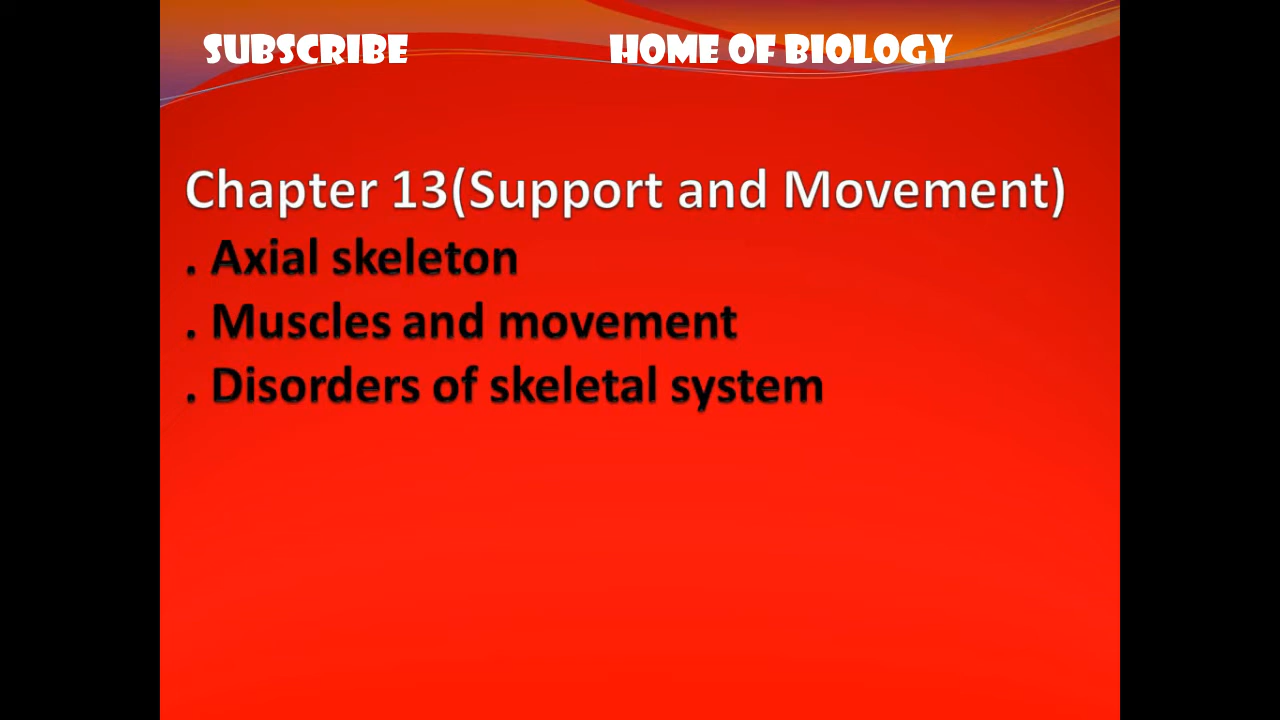 SUBSCRIBE HOME OF BIOLOGY
Chapter 13(Support and Movement)
. Axial skeleton
. Muscles and movement
. Disorders of skeletal system